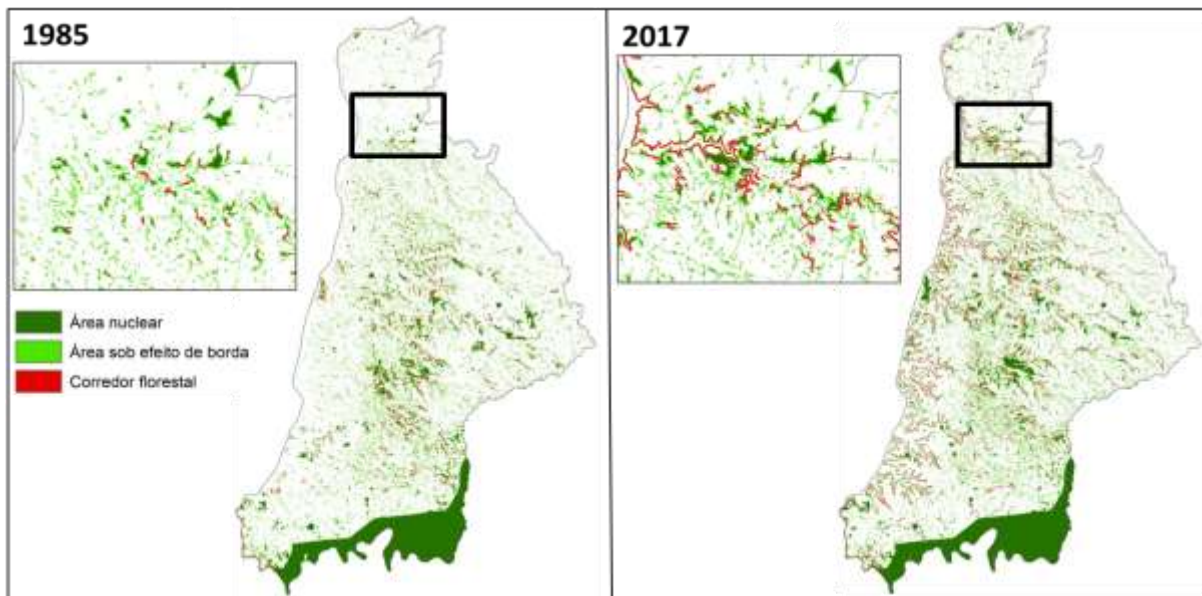 1985
2017
Área nuclear
Área sob efeito de borda
Corredor florestal